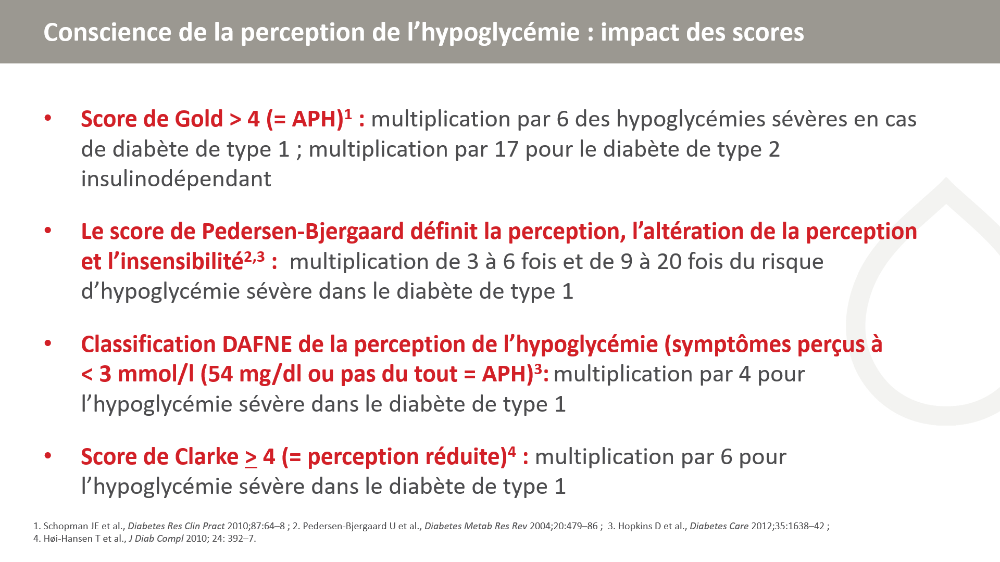 Conscience de la perception de l’hypoglycémie : impact des scores
• Score de Gold > 4 (= APH)¹ : multiplication par 6 des hypoglycémies sévères en cas
de diabète de type 1 ; multiplication par 17 pour le diabète de type 2
insulinodépendant
• Le score de Pedersen-Bjergaard définit la perception, l’altération de la perception
et l’insensibilité²,³ : multiplication de 3 à 6 fois et de 9 à 20 fois du risque
d’hypoglycémie sévère dans le diabète de type 1
• Classification DAFNE de la perception de l’hypoglycémie (symptômes perçus à
< 3 mmol/l (54 mg/dl ou pas du tout = APH)³: multiplication par 4 pour
l’hypoglycémie sévère dans le diabète de type 1
• Score de Clarke ≥ 4 (= perception réduite)⁴ : multiplication par 6 pour
l’hypoglycémie sévère dans le diabète de type 1
1. Schopman JE et al., Diabetes Res Clin Pract 2010;87:64–8 ; 2. Pedersen-Bjergaard U et al., Diabetes Metab Res Rev 2004;20:479–86 ; 3. Hopkins D et al., Diabetes Care 2012;35:1638–42 ;
4. Høi-Hansen T et al., J Diab Compl 2010; 24: 392–7.